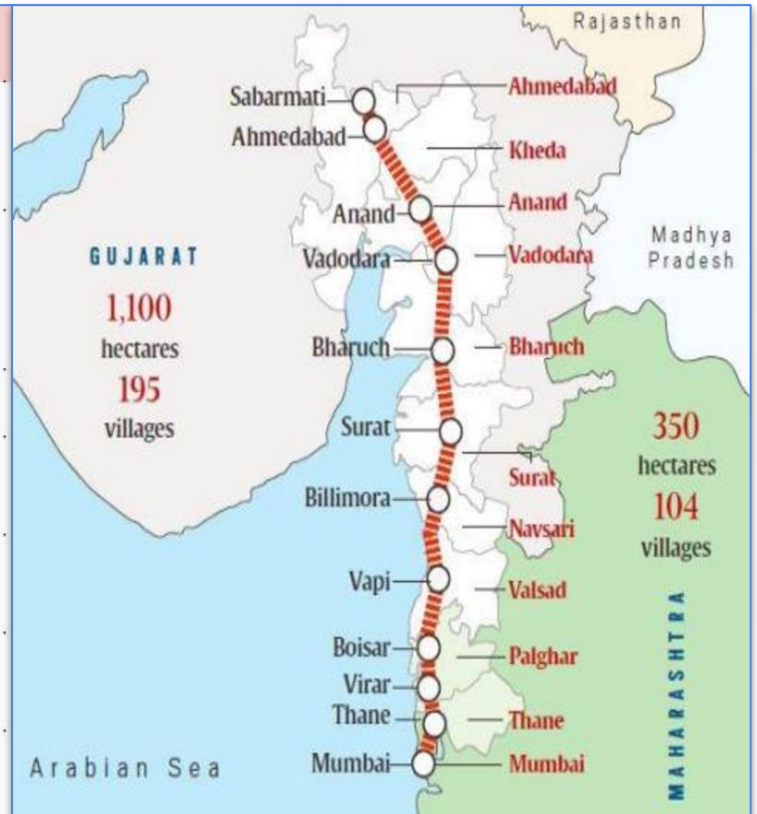 Rajasthan
Sabarmati
Ahmedabad
Ahmedabad
Kheda
Anand
Anand
Madhya
Pradesh
GUJARAT
Vadodara
Vadodara
1,100
hectares
195
villages
Bharuch
Bharuch
Surat
350
hectares
104
villages
Surat
Billimora
Navsari
Vapi
Valsad
Boisar
Palghar
Virar
Thane
Thane
MAHARASHTRA
Arabian Sea
Mumbai
Mumbai